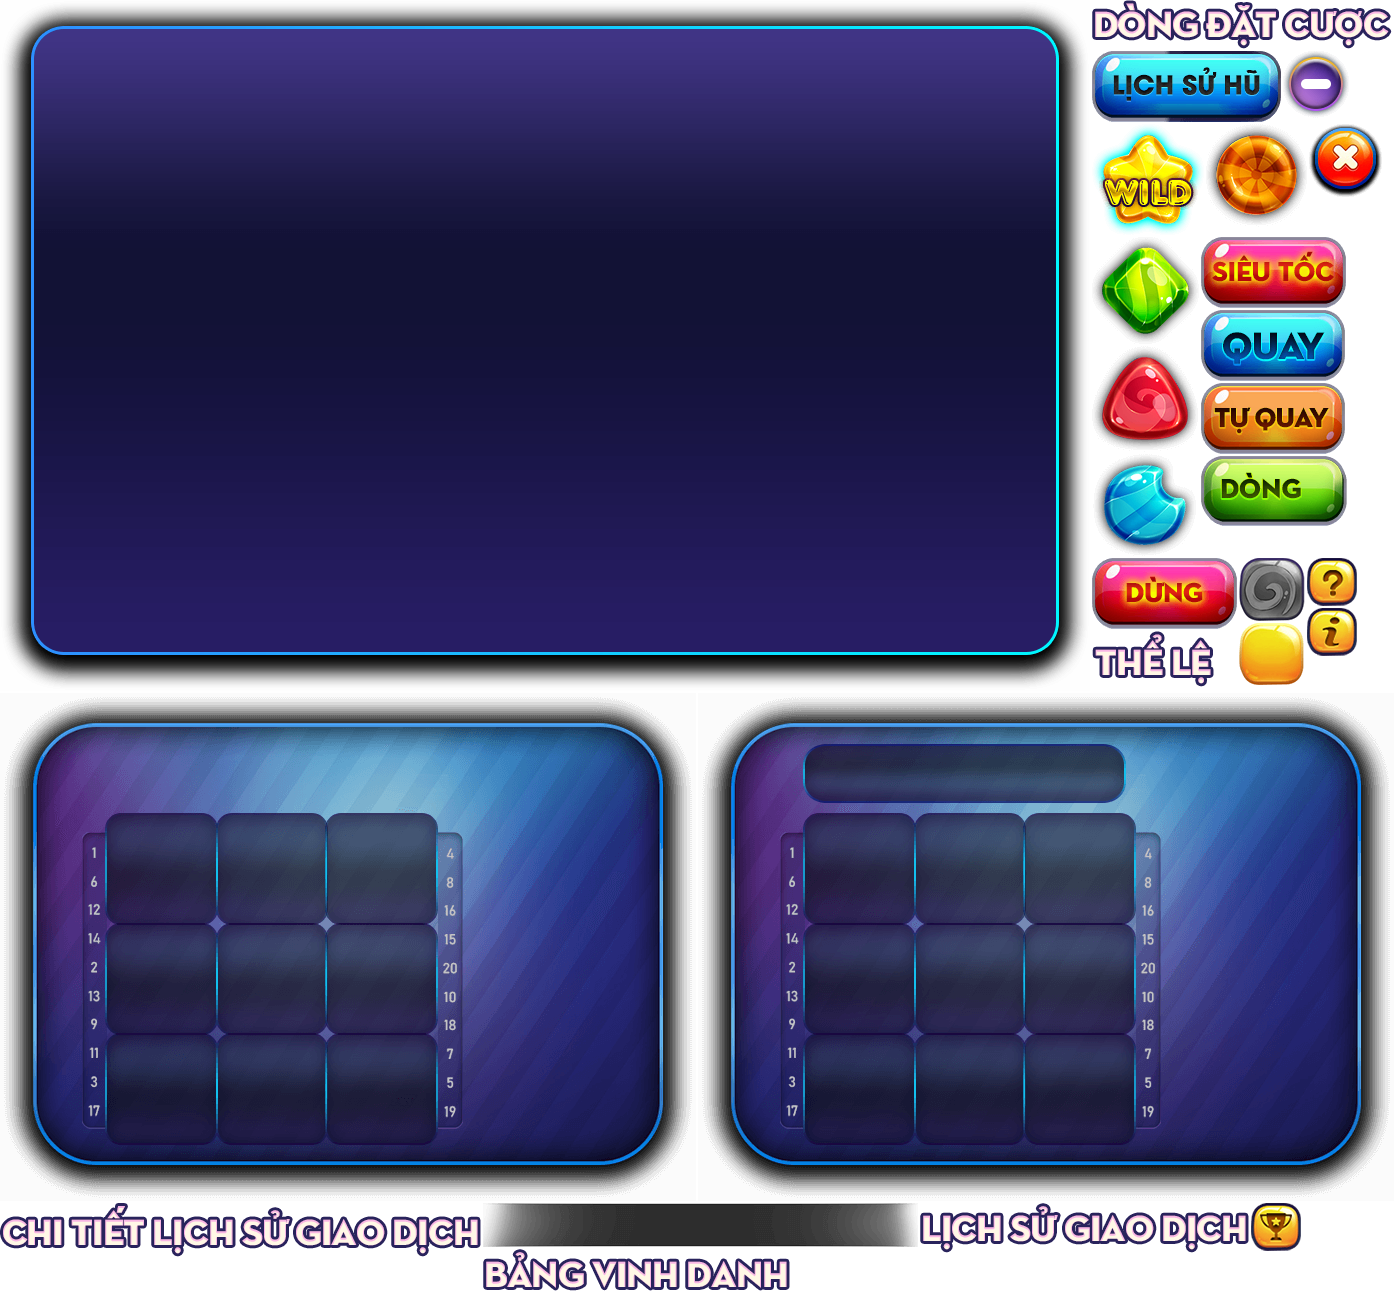 DÒNG ĐẶT CƯỢC
LỊCH SỬ HŨ
WILD
SIÊU TỐC
QUAY
TỰ QUAY
DÒNG
DỪNG
?
i
THỂ LỆ
1 4
6 8
12 16
14 15
2 20
13 10
9 18
11 7
3 5
17 19
1 4
6 8
12 16
14 15
2 20
13 10
9 18
11 7
3 5
17 19
CHI TIẾT LỊCH SỬ GIAO DỊCH
LỊCH SỬ GIAO DỊCH
BẢNG VINH DANH